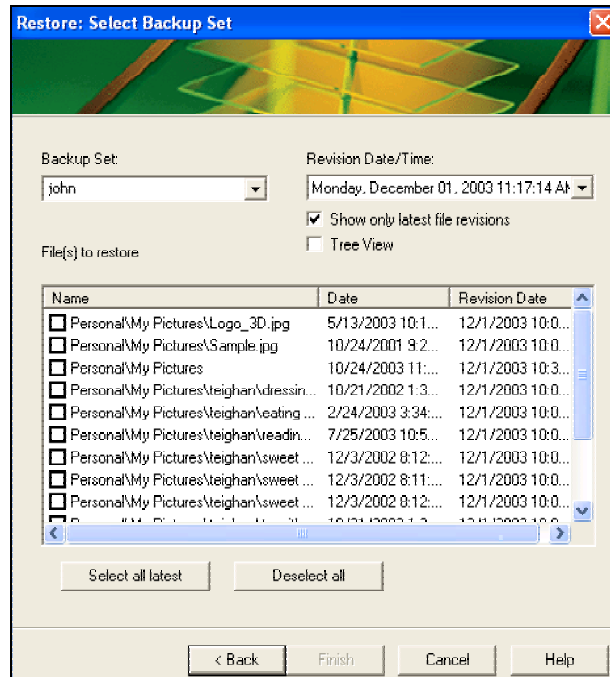 Restore: Select Backup Set
Backup Set:
Revision Date/Time:
john
Monday, December 01, 2003 11:17:14 AM
Show only latest file revisions
Tree View
File(s) to restore
Name Date Revision Date
Personal\My Pictures\Logo_3D.jpg 5/13/2003 10:1... 12/1/2003 10:0...
Personal\My Pictures\Sample.jpg 10/24/2001 9:2... 12/1/2003 10:0...
Personal\My Pictures 10/24/2003 11:... 12/1/2003 10:3...
Personal\My Pictures\teighan\dressin... 10/21/2002 1:3... 12/1/2003 10:0...
Personal\My Pictures\teighan\eating ... 2/24/2003 3:34:... 12/1/2003 10:0...
Personal\My Pictures\teighan\readin... 7/25/2003 10:5... 12/1/2003 10:0...
Personal\My Pictures\teighan\sweet ... 12/3/2002 8:12:... 12/1/2003 10:0...
Personal\My Pictures\teighan\sweet ... 12/3/2002 8:11:... 12/1/2003 10:0...
Personal\My Pictures\teighan\sweet ... 12/3/2002 8:12:... 12/1/2003 10:0...
Select all latest
Deselect all
< Back
Finish
Cancel
Help